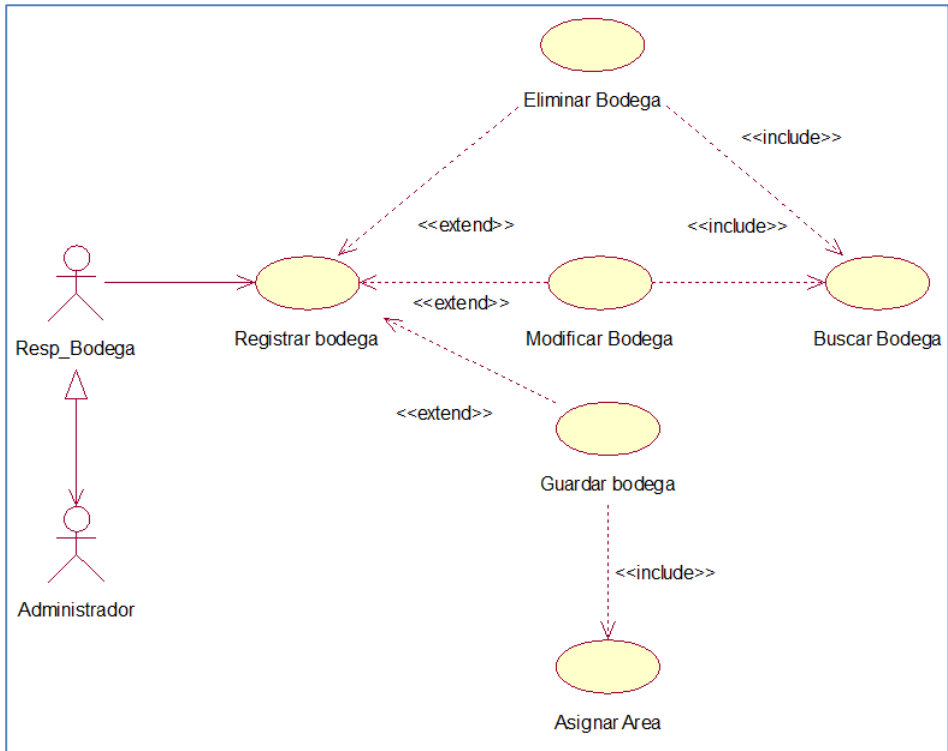 Eliminar Bodega
<<include>>
<<extend>>
<<include>>
<<extend>>
Resp_Bodega
Registrar bodega
Modificar Bodega
Buscar Bodega
<<extend>>
Guardar bodega
<<include>>
Administrador
Asignar Area